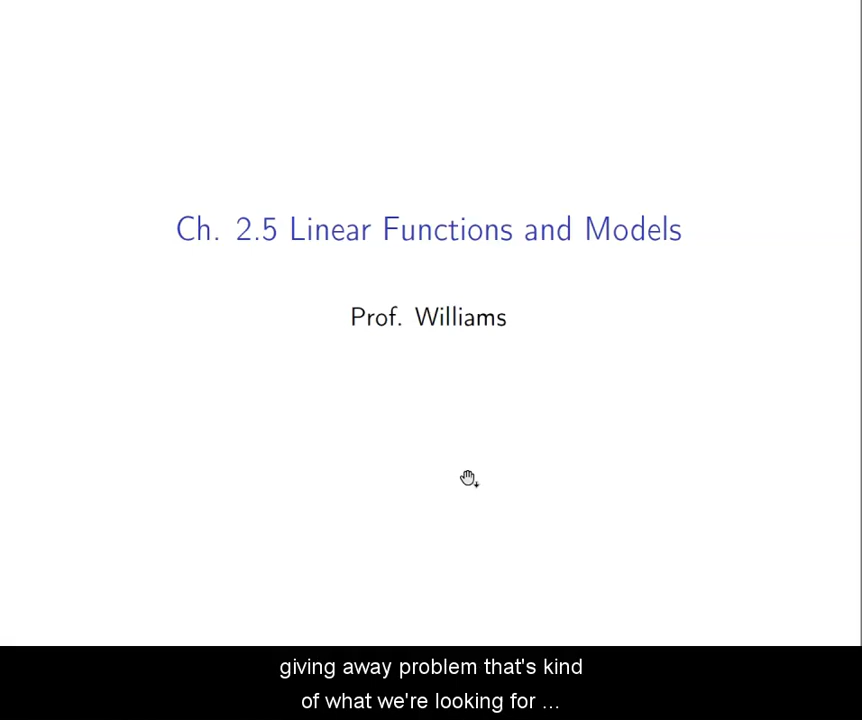 Ch. 2.5 Linear Functions and Models
Prof. Williams
giving away problem that's kind
of what we're looking for ...